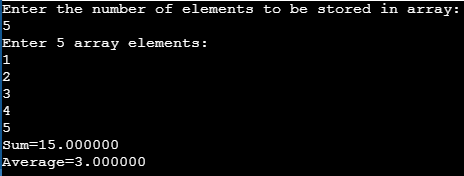 Enter the number of elements to be stored in array:
5
Enter 5 array elements:
1
2
3
4
5
Sum=15.000000
Average=3.000000